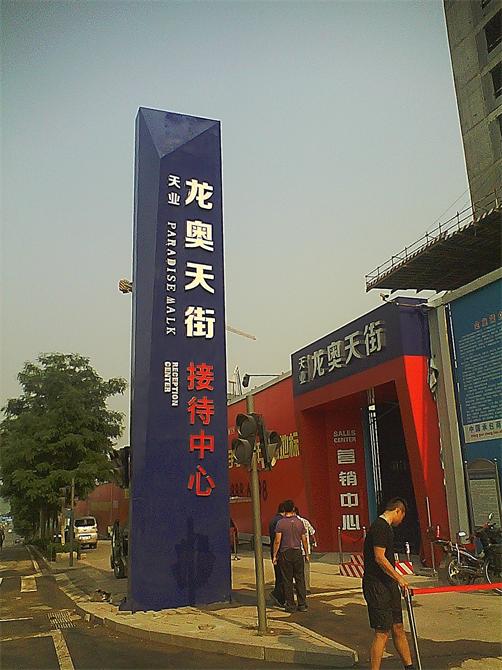 龙奥天街
天业 PARADISE WALK
接待中心
RECEPTION CENTER
天业 龙奥天街
SALES CENTER
营销中心